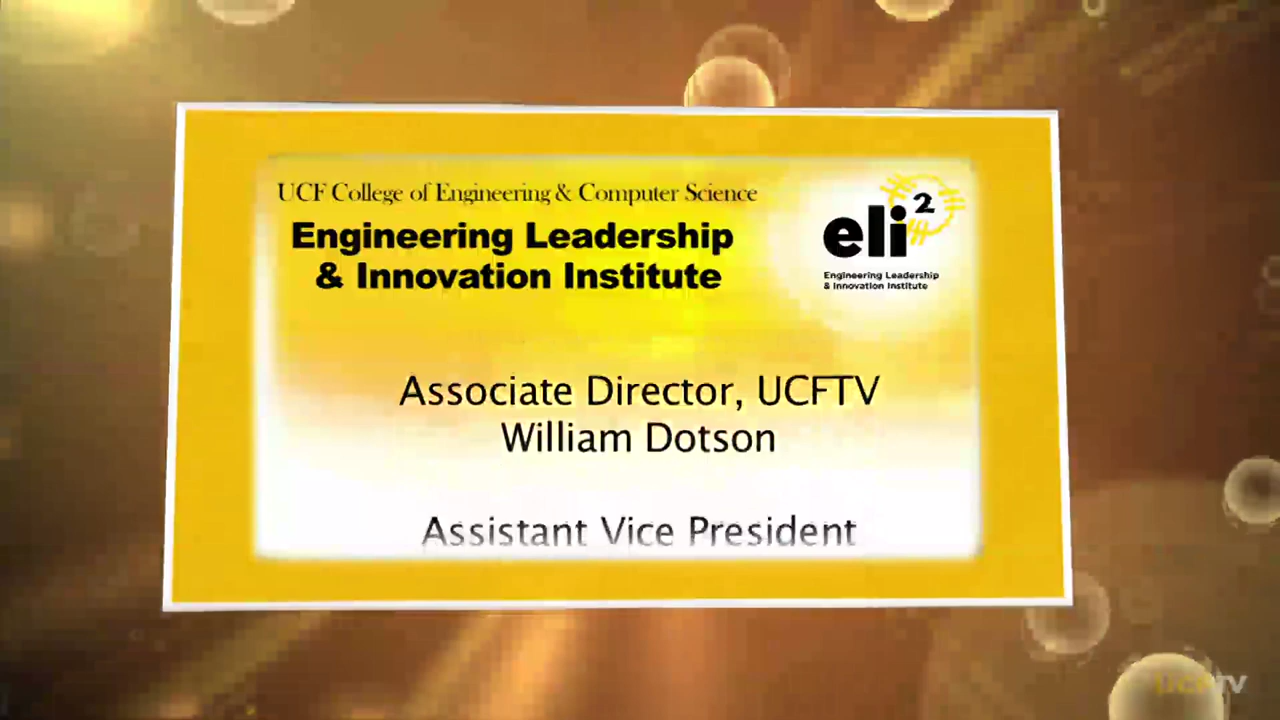 UCF College of Engineering & Computer Science
Engineering Leadership
& Innovation Institute
eli²
Engineering Leadership
& Innovation Institute
Associate Director, UCFTV
William Dotson
Assistant Vice President
UCFTV